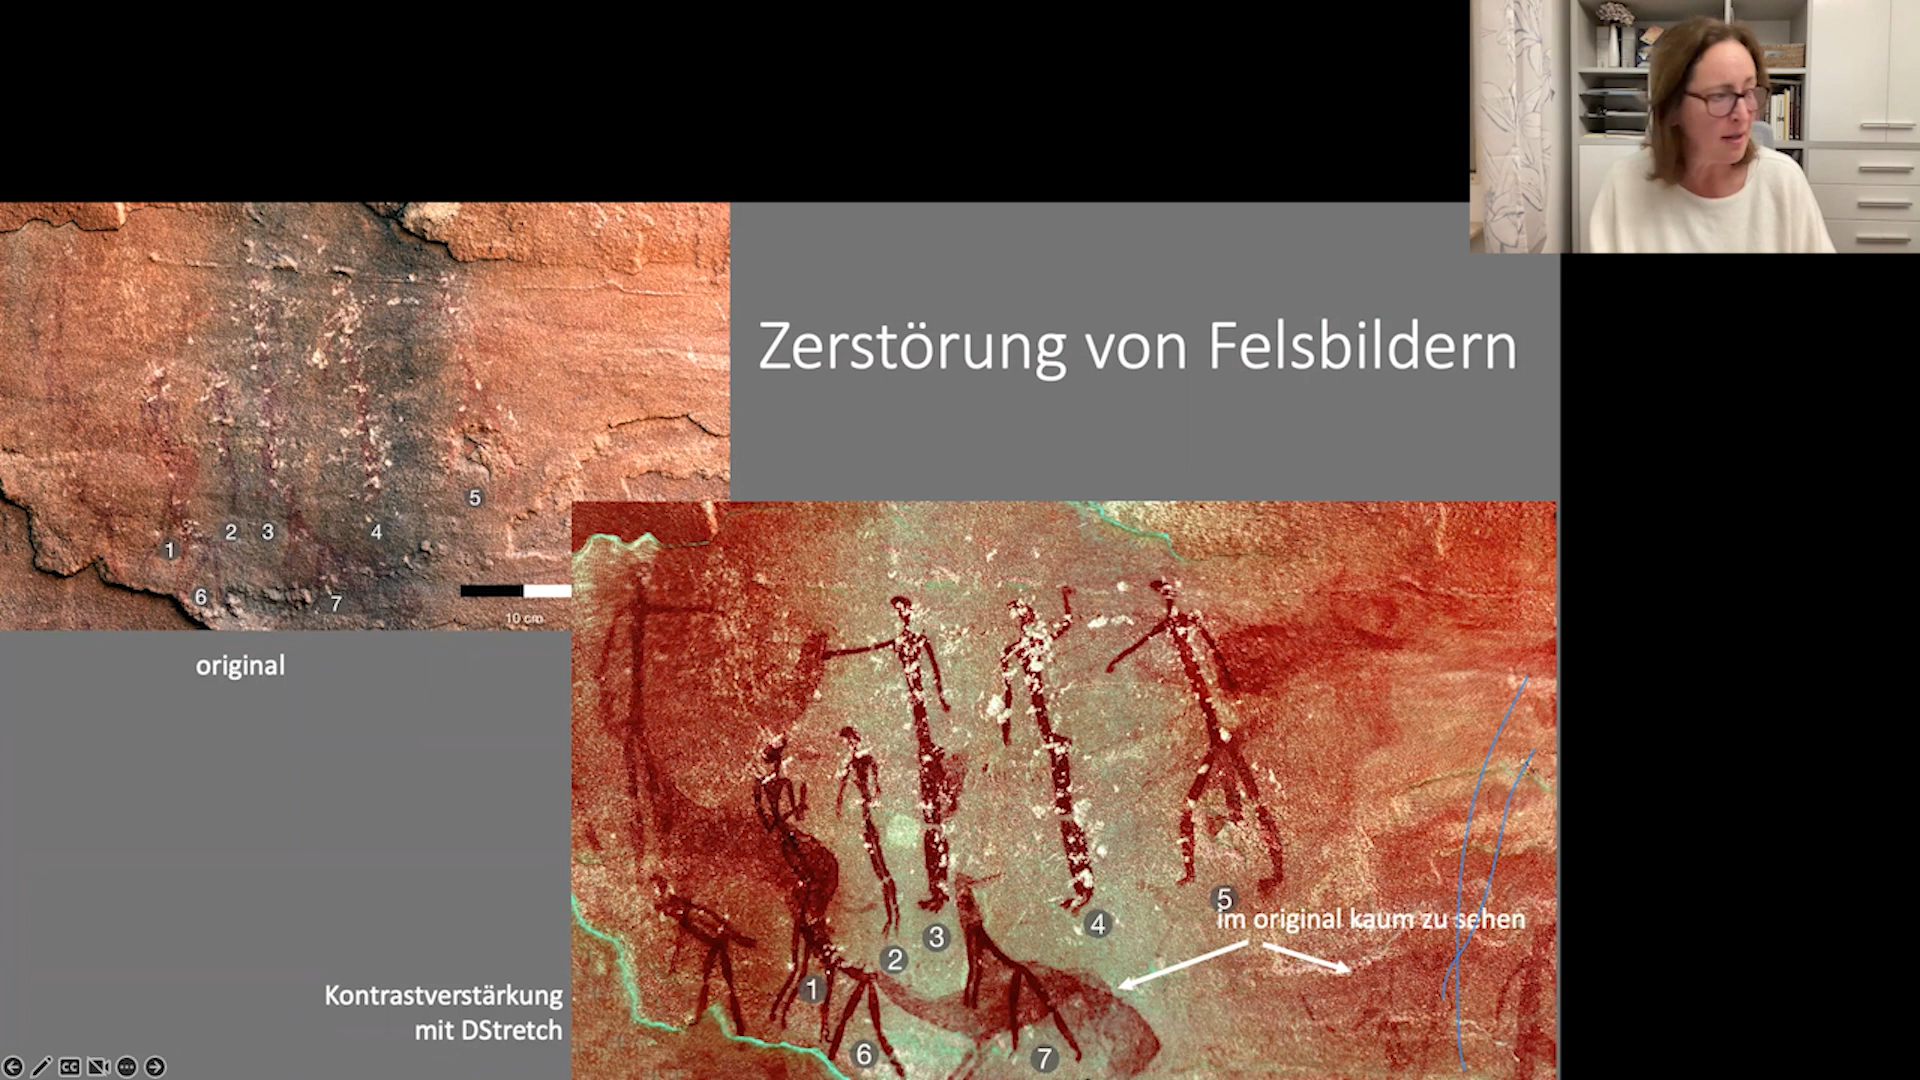 Zerstörung von Felsbildern
1
2
3
4
5
6
7
10 cm
original
Kontrastverstärkung
mit DStretch
1
2
3
4
5
im original kaum zu sehen
6
7
CC